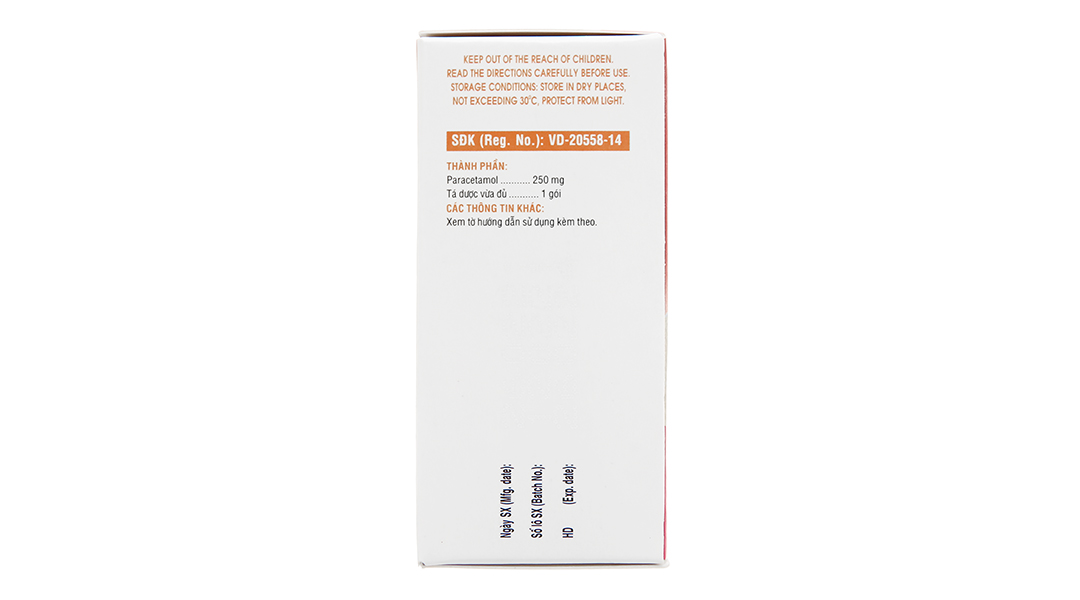 KEEP OUT OF THE REACH OF CHILDREN.
READ THE DIRECTIONS CAREFULLY BEFORE USE.
STORAGE CONDITIONS: STORE IN DRY PLACES,
NOT EXCEEDING 30°C, PROTECT FROM LIGHT.
SĐK (Reg. No.): VD-20558-14
THÀNH PHẦN:
Paracetamol ........... 250 mg
Tá dược vừa đủ ........... 1 gói
CÁC THÔNG TIN KHÁC:
Xem tờ hướng dẫn sử dụng kèm theo.
Ngày SX (Mfg. date):
Số lô SX (Batch No.):
HD (Exp. date):